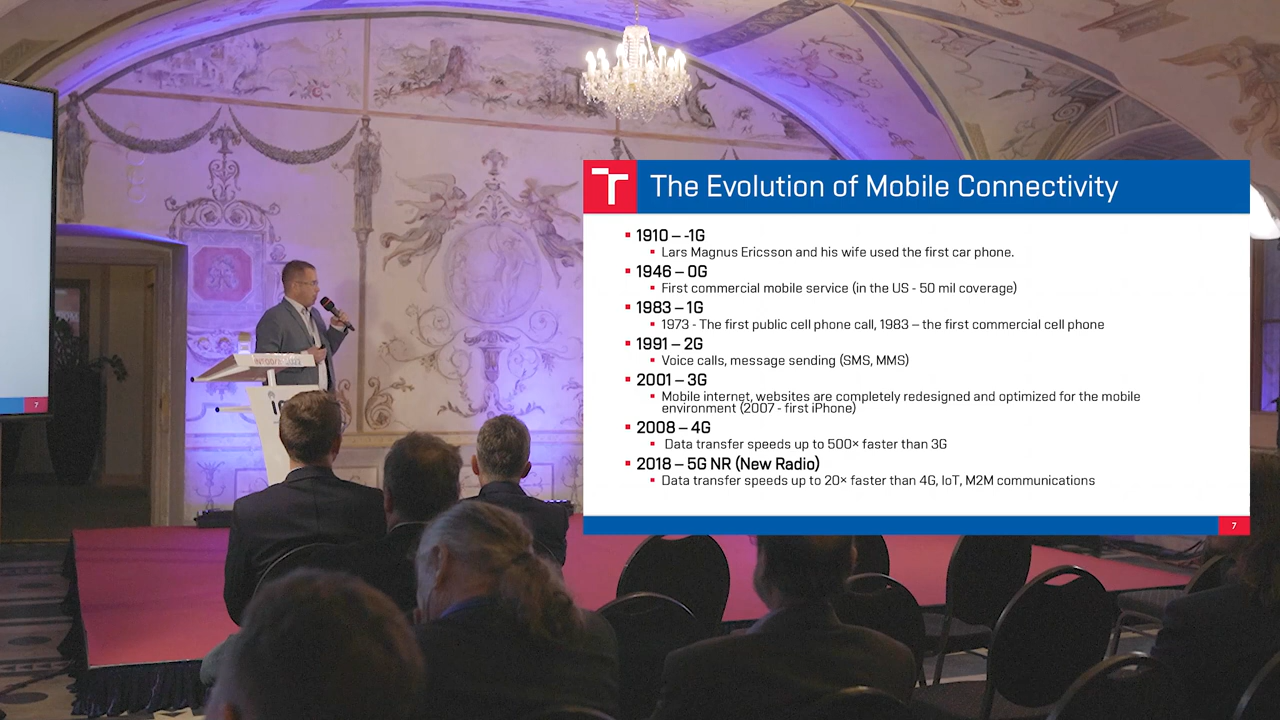 The Evolution of Mobile Connectivity
1910 – -1G
Lars Magnus Ericsson and his wife used the first car phone.
1946 – 0G
First commercial mobile service (in the US - 50 mil coverage)
1983 – 1G
1973 - The first public cell phone call, 1983 – the first commercial cell phone
1991 – 2G
Voice calls, message sending (SMS, MMS)
2001 – 3G
Mobile internet, websites are completely redesigned and optimized for the mobile
environment (2007 - first iPhone)
2008 – 4G
Data transfer speeds up to 500× faster than 3G
2018 – 5G NR (New Radio)
Data transfer speeds up to 20× faster than 4G, IoT, M2M communications
7
7